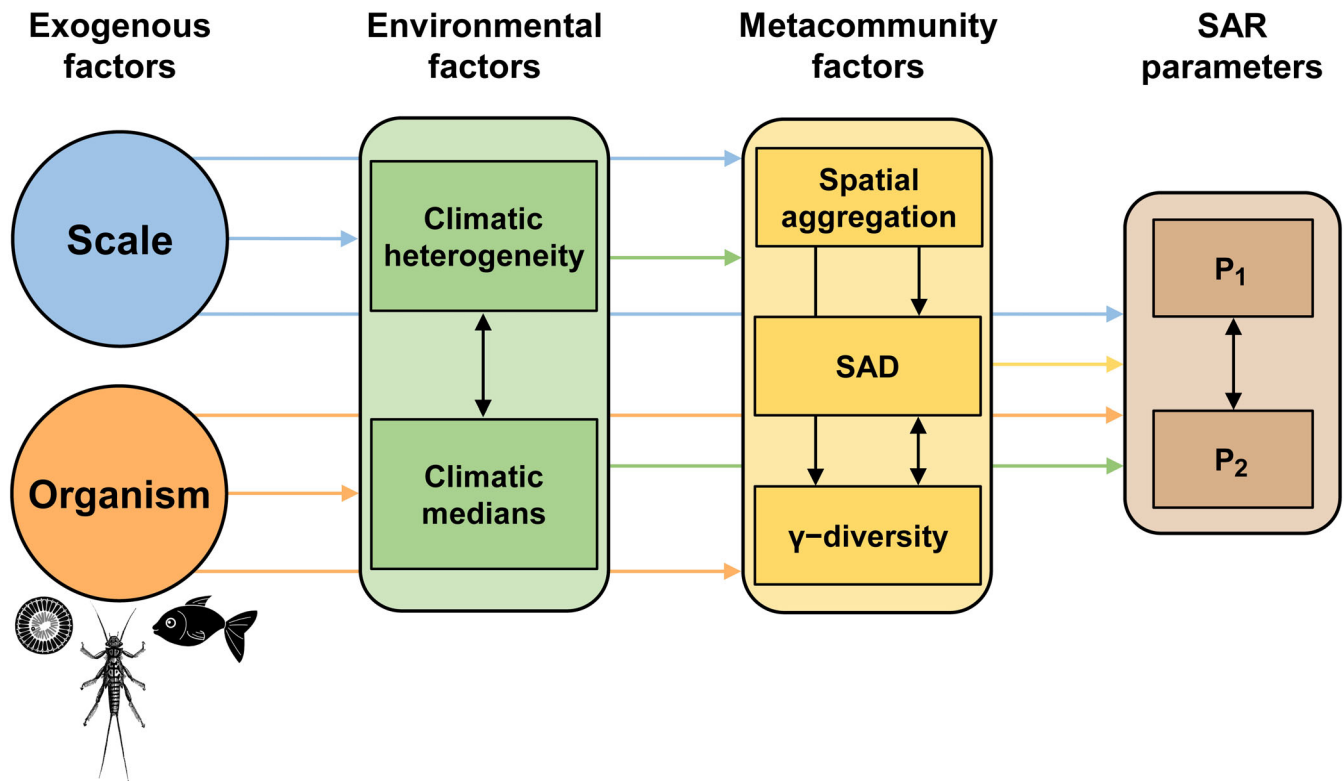 Exogenous
factors
Environmental
factors
Metacommunity
factors
SAR
parameters
Scale
Organism
Climatic
heterogeneity
Climatic
medians
Spatial
aggregation
SAD
γ−diversity
P1
P2